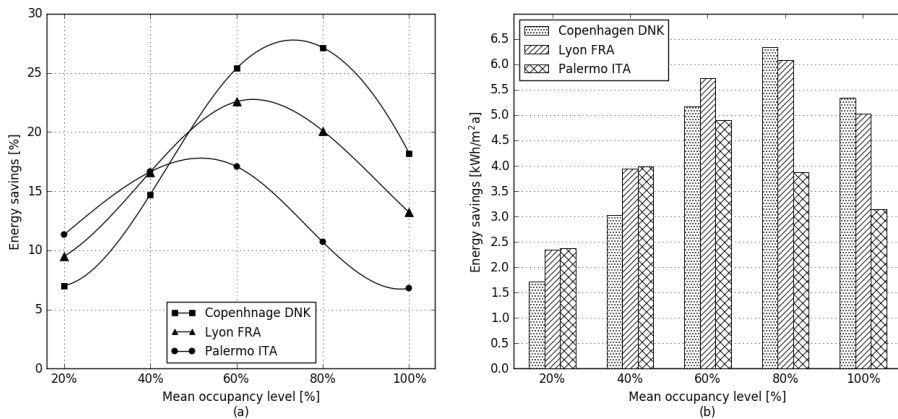 30
25
20
15
10
5
0
Energy savings [%]
Copenhnage DNK
Lyon FRA
Palermo ITA
20% 40% 60% 80% 100%
Mean occupancy level [%]
(a)
6.5
6.0
5.5
5.0
4.5
4.0
3.5
3.0
2.5
2.0
1.5
1.0
0.5
0.0
Energy savings [kWh/m²a]
Copenhagen DNK
Lyon FRA
Palermo ITA
20% 40% 60% 80% 100%
Mean occupancy level [%]
(b)